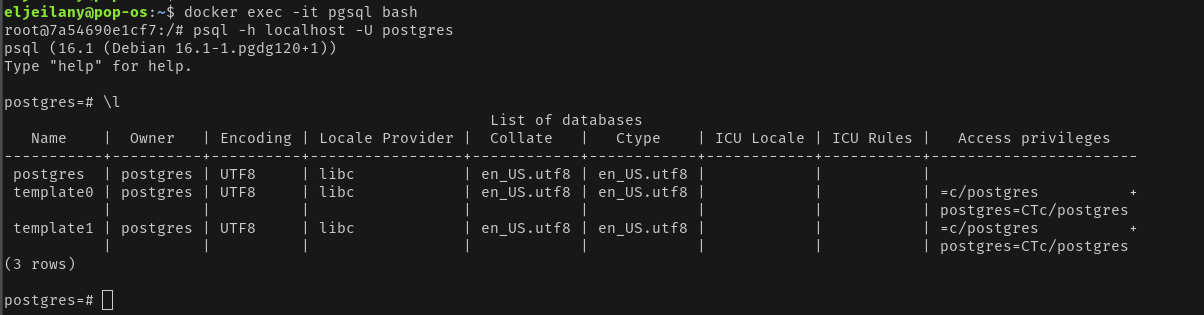 eljeilany@pop-os:~$ docker exec -it pgsql bash
root@7a54690e1cf7:/# psql -h localhost -U postgres
psql (16.1 (Debian 16.1-1.pgdg120+1))
Type "help" for help.
postgres=# \l
                                                      List of databases
   Name    |  Owner   | Encoding | Locale Provider |  Collate   |   Ctype    | ICU Locale | ICU Rules |   Access privileges
-----------+----------+----------+-----------------+------------+------------+------------+-----------+-----------------------
 postgres  | postgres | UTF8     | libc            | en_US.utf8 | en_US.utf8 |            |           |
 template0 | postgres | UTF8     | libc            | en_US.utf8 | en_US.utf8 |            |           | =c/postgres          +
           |          |          |                 |            |            |            |           | postgres=CTc/postgres
 template1 | postgres | UTF8     | libc            | en_US.utf8 | en_US.utf8 |            |           | =c/postgres          +
           |          |          |                 |            |            |            |           | postgres=CTc/postgres
(3 rows)
postgres=#